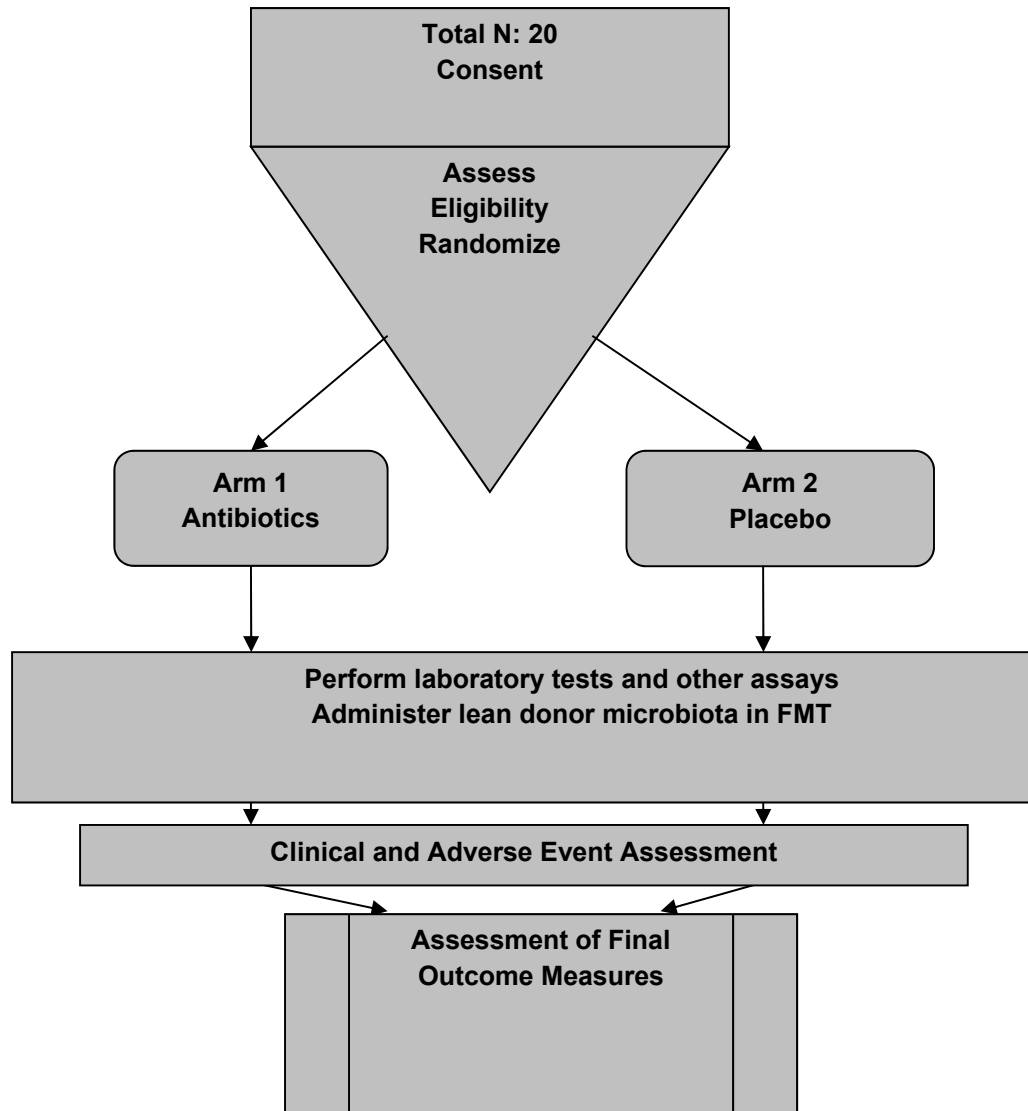 Total N: 20
Consent
Assess
Eligibility
Randomize
Arm 1
Antibiotics
Arm 2
Placebo
Perform laboratory tests and other assays
Administer lean donor microbiota in FMT
Clinical and Adverse Event Assessment
Assessment of Final
Outcome Measures